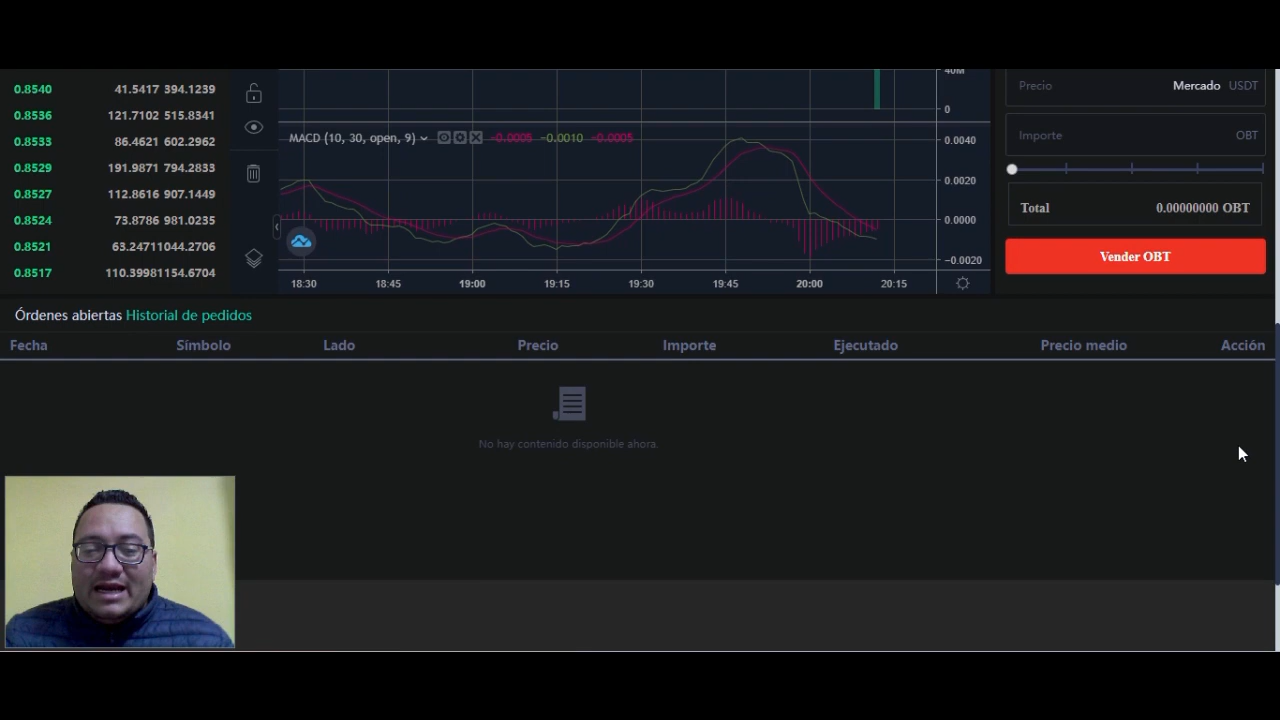 0.8540 41.5417 394.1239
0.8536 121.7102 515.8341
0.8533 86.4621 602.2962
0.8529 191.9871 794.2833
0.8527 112.8616 907.1449
0.8524 73.8786 981.0235
0.8521 63.24711044.2706
0.8517 110.39981154.6704
40M
0
MACD (10, 30, open, 9) −0.0005 −0.0010 −0.0005
0.0040
0.0020
0.0000
−0.0020
18:30 18:45 19:00 19:15 19:30 19:45 20:00 20:15
Precio Mercado USDT
Importe OBT
Total 0.00000000 OBT
Vender OBT
Órdenes abiertas Historial de pedidos
Fecha Símbolo Lado Precio Importe Ejecutado Precio medio Acción
No hay contenido disponible ahora.